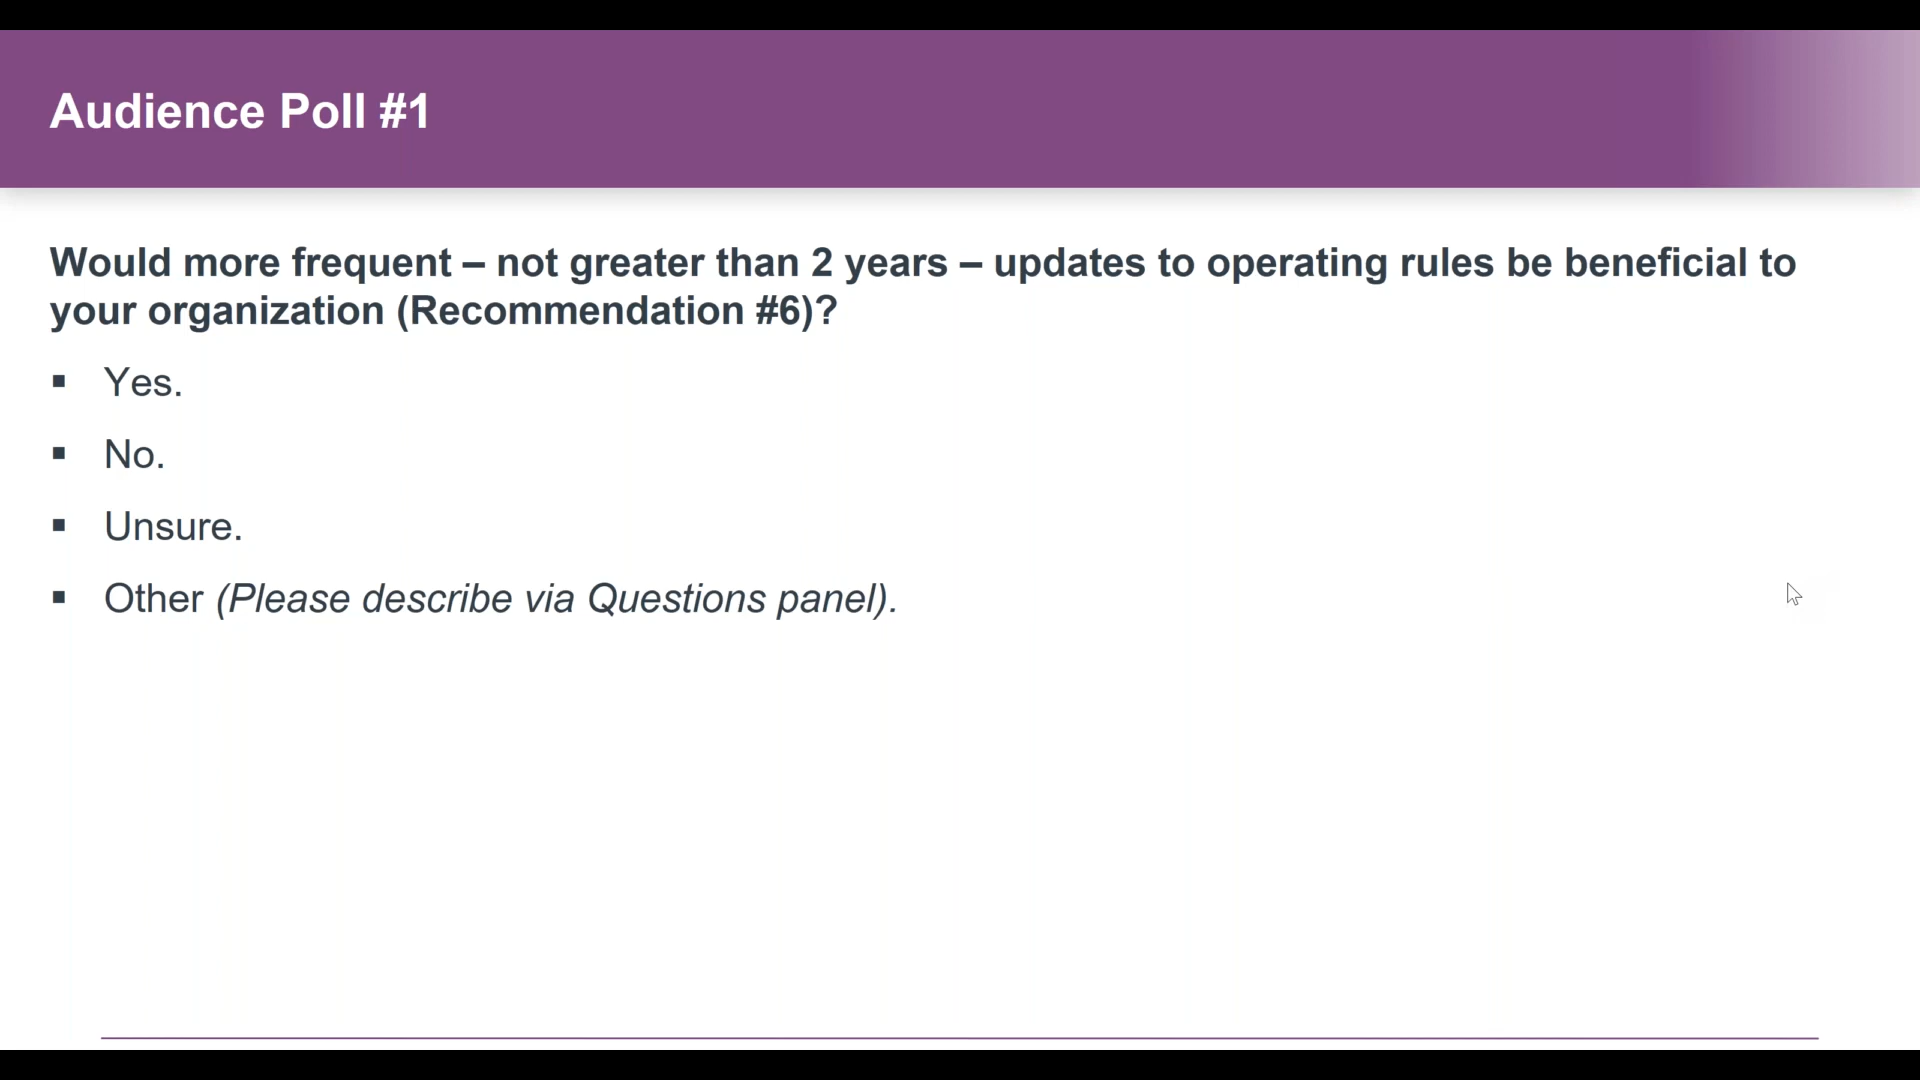 Audience Poll #1
Would more frequent – not greater than 2 years – updates to operating rules be beneficial to
your organization (Recommendation #6)?
▪ Yes.
▪ No.
▪ Unsure.
▪ Other (Please describe via Questions panel).